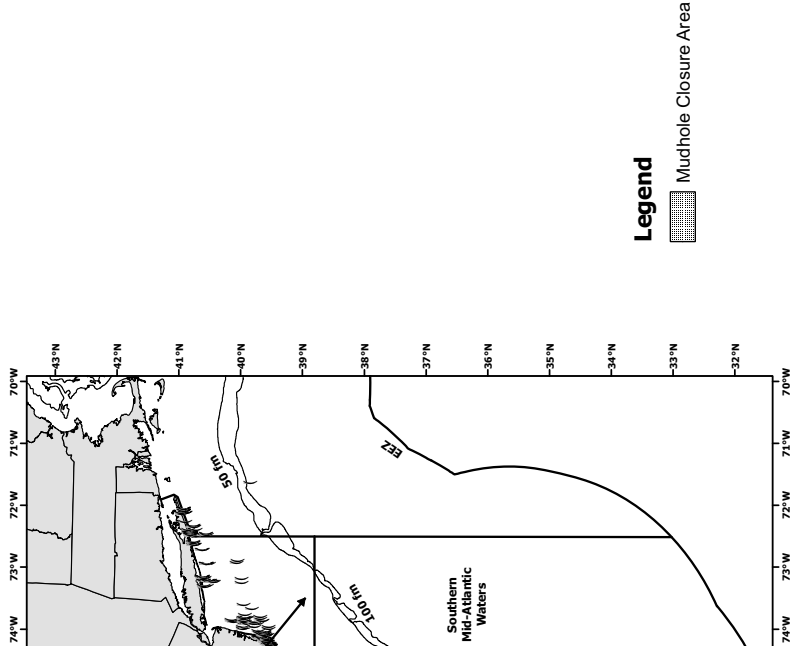 Legend
Mudhole Closure Area
43°N
42°N
41°N
40°N
39°N
38°N
37°N
36°N
35°N
34°N
33°N
32°N
70°W
70°W
71°W
71°W
72°W
72°W
73°W
73°W
74°W
74°W
50 fm
EEZ
100 fm
Southern
Mid-Atlantic
Waters